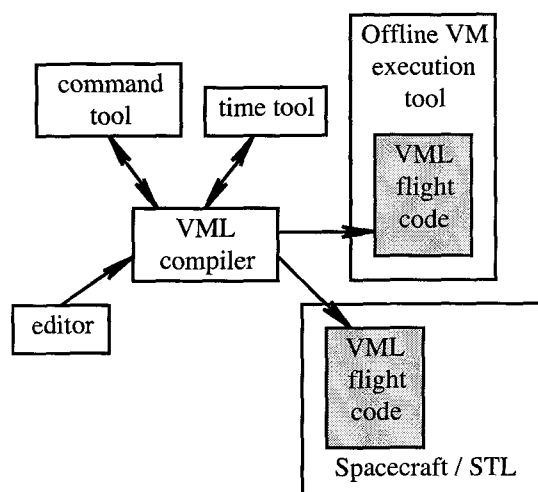 command
tool
time tool
Offline VM
execution
tool
VML
flight
code
VML
compiler
editor
VML
flight
code
Spacecraft / STL